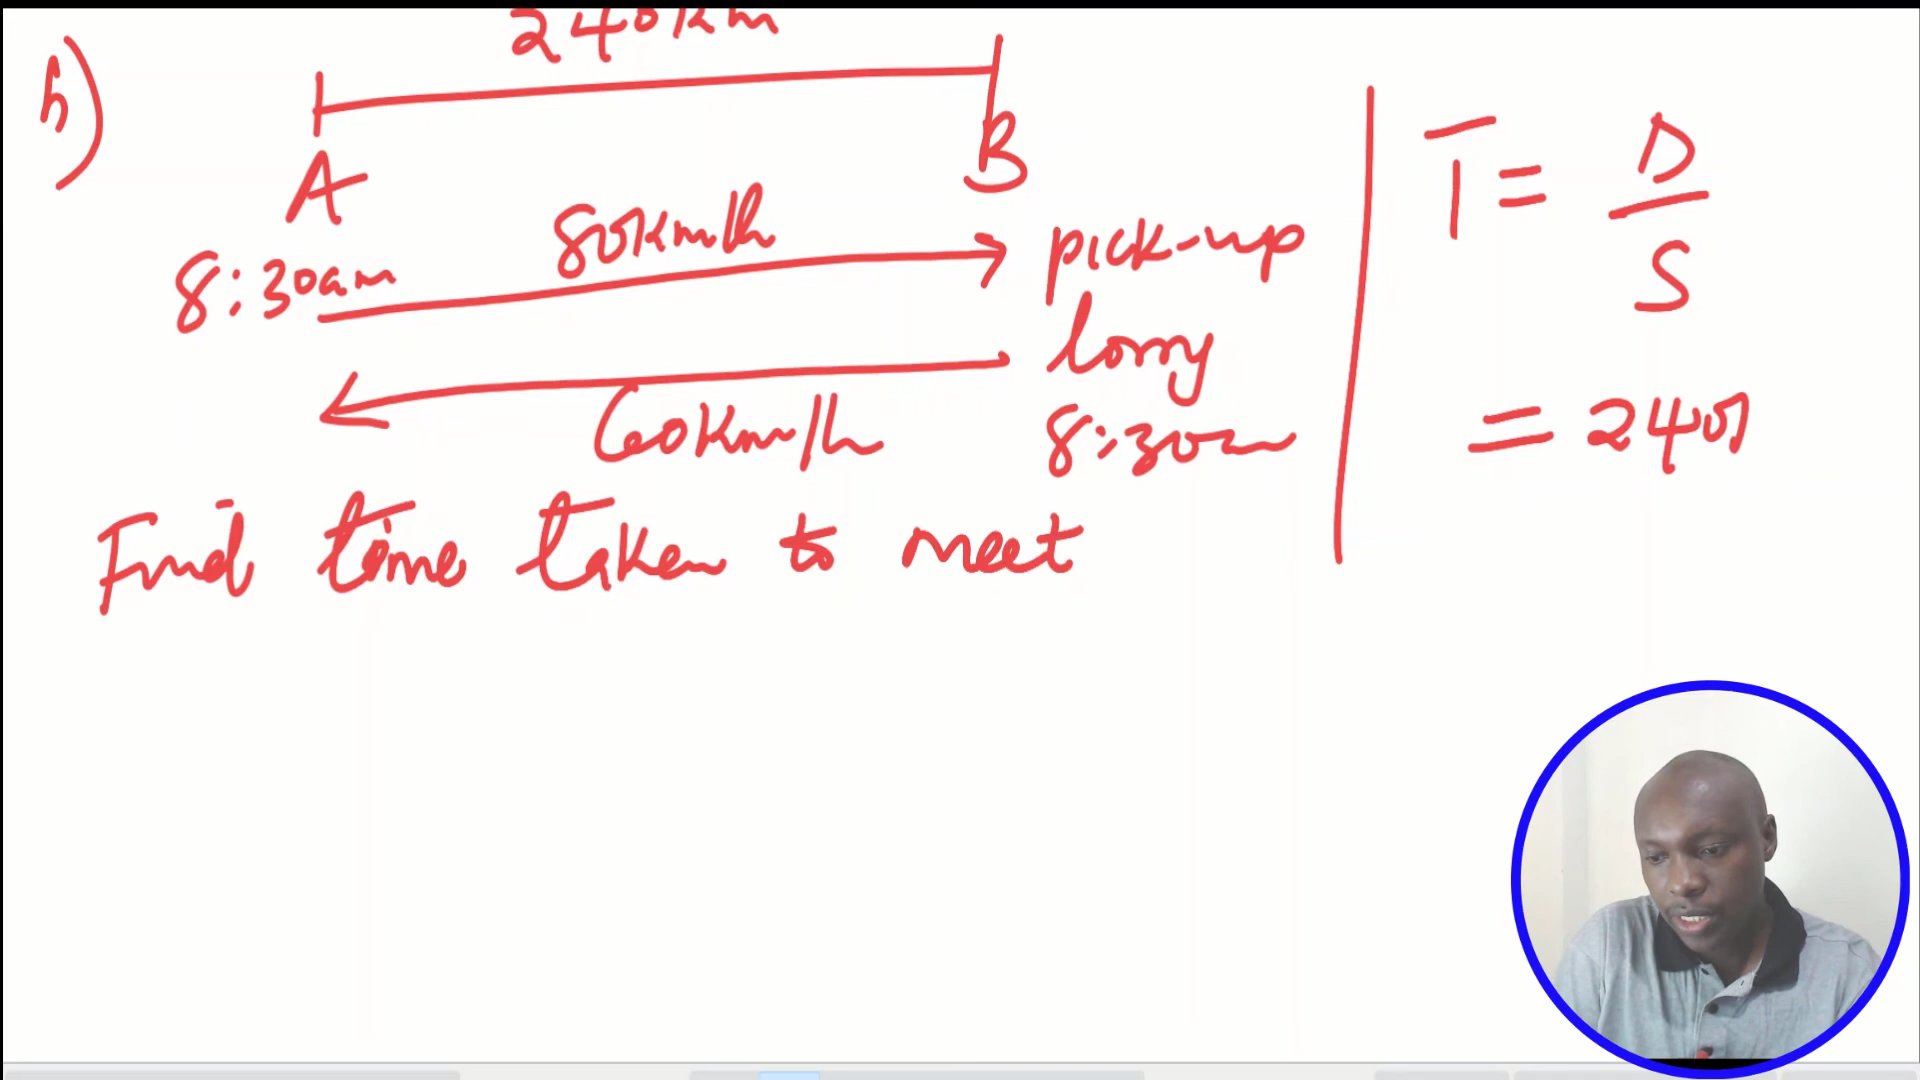 h)
240km
A
B
8:30am
80km/h
pick-up
lorry
60km/h
8:30am
Find time taken to meet
T = D
S
= 240